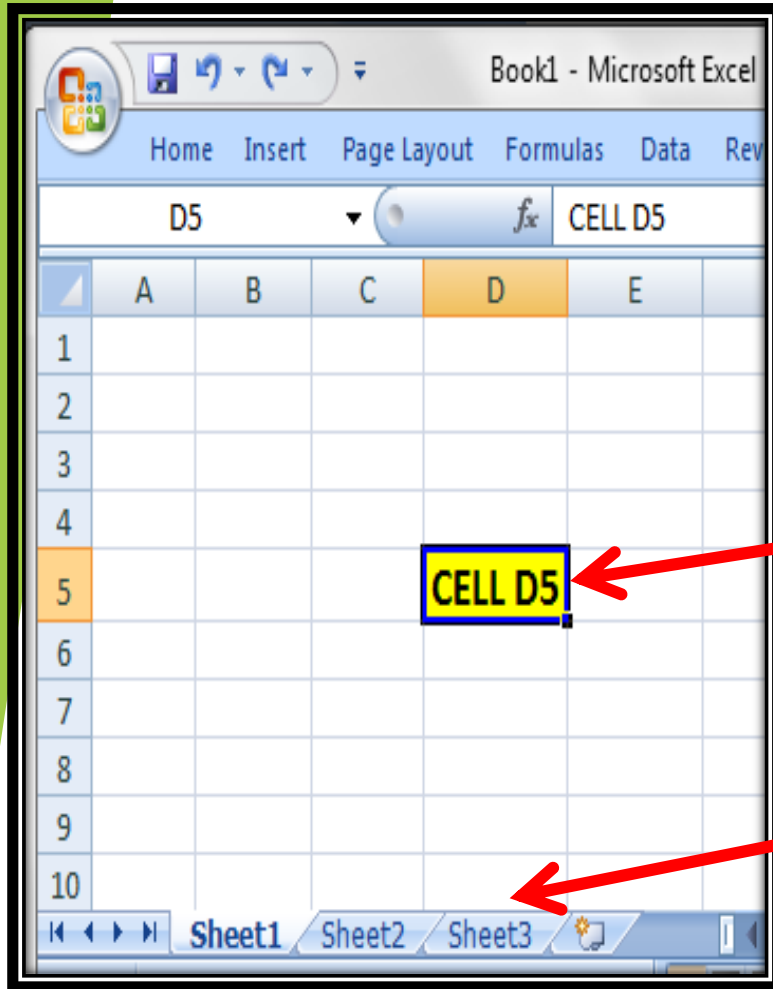 Book1 - Microsoft Excel
Home Insert Page Layout Formulas Data Rev
D5 fx CELL D5
A B C D E
1
2
3
4
5 CELL D5
6
7
8
9
10
Sheet1 Sheet2 Sheet3